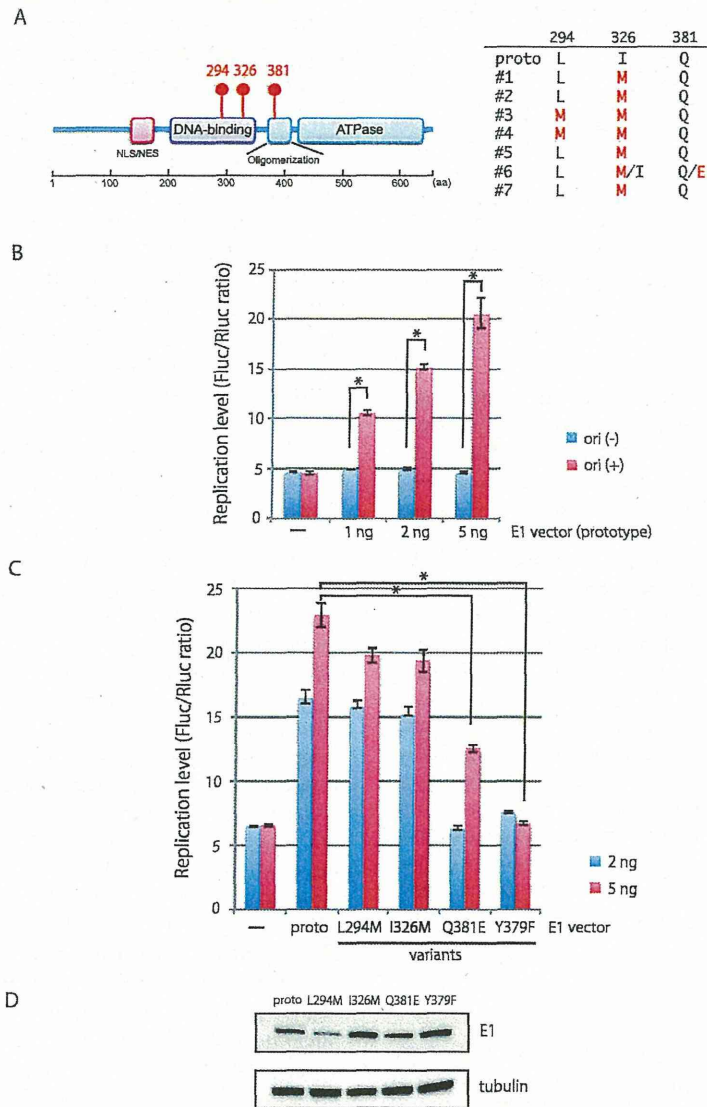 A
294 326 381
DNA-binding
ATPase
NLS/NES
Oligomerization
0 100 200 300 400 500 600 (aa)
294 326 381
proto L I Q
#1 L M Q
#2 L M Q
#3 M M Q
#4 M M Q
#5 L M Q
#6 L M/I Q/E
#7 L M Q
B
Replication level (Fluc/Rluc ratio)
25
20
15
10
5
0
*
*
*
ori (-)
ori (+)
— 1 ng 2 ng 5 ng E1 vector (prototype)
C
Replication level (Fluc/Rluc ratio)
25
20
15
10
5
0
*
*
2 ng
5 ng
— proto L294M I326M Q381E Y379F E1 vector
variants
D
proto L294M I326M Q381E Y379F
E1
tubulin